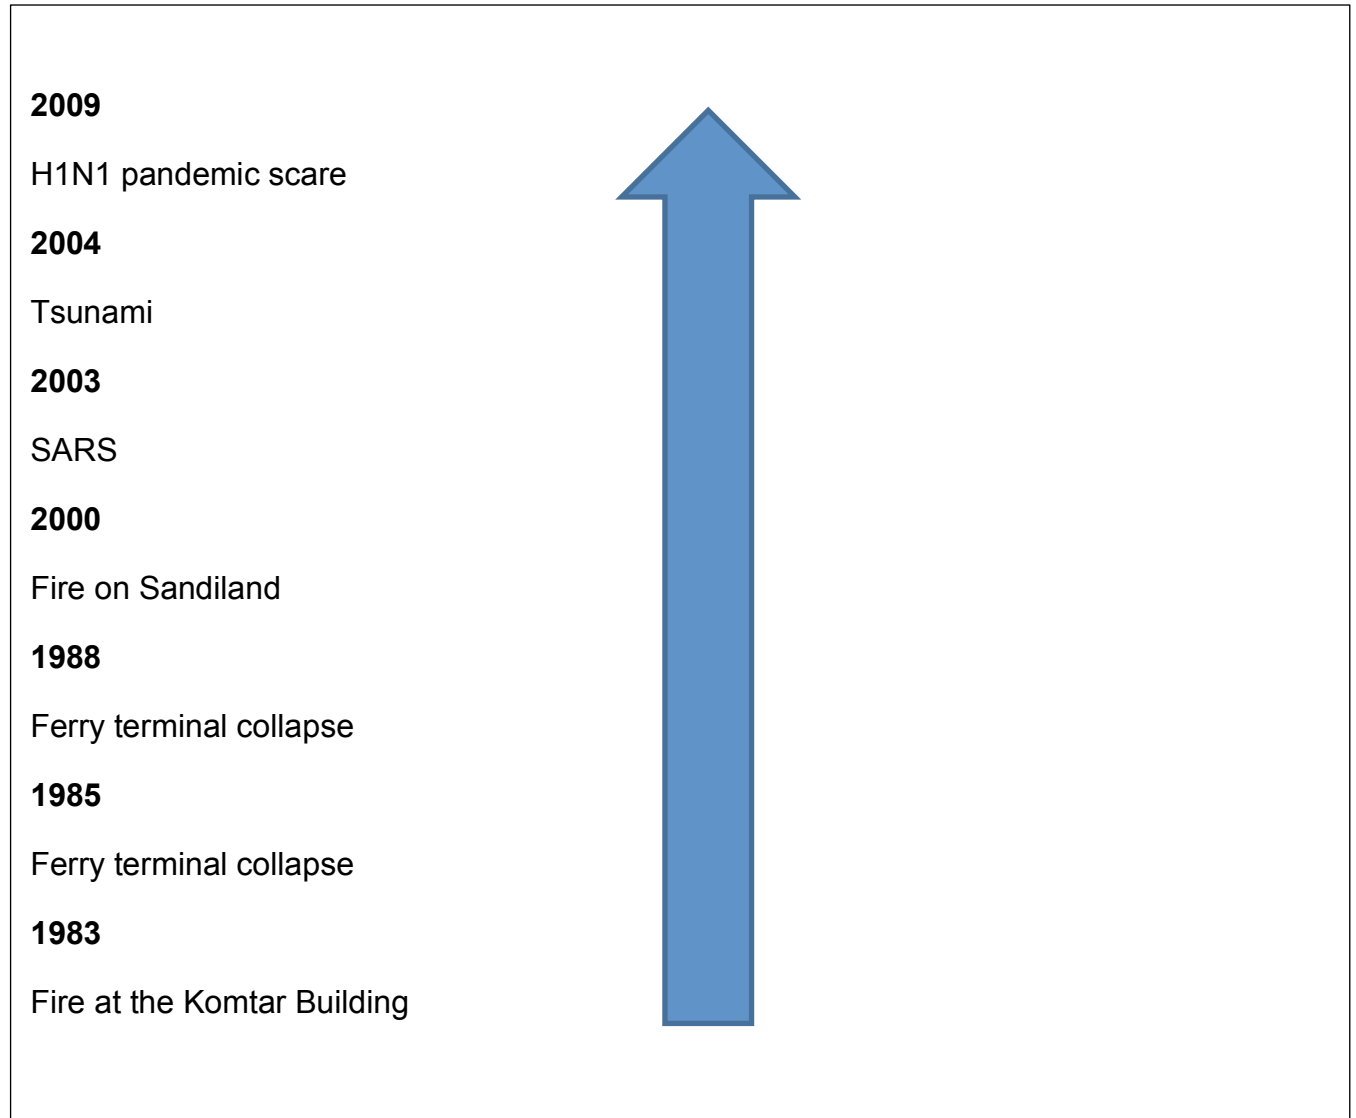 2009
H1N1 pandemic scare
2004
Tsunami
2003
SARS
2000
Fire on Sandiland
1988
Ferry terminal collapse
1985
Ferry terminal collapse
1983
Fire at the Komtar Building